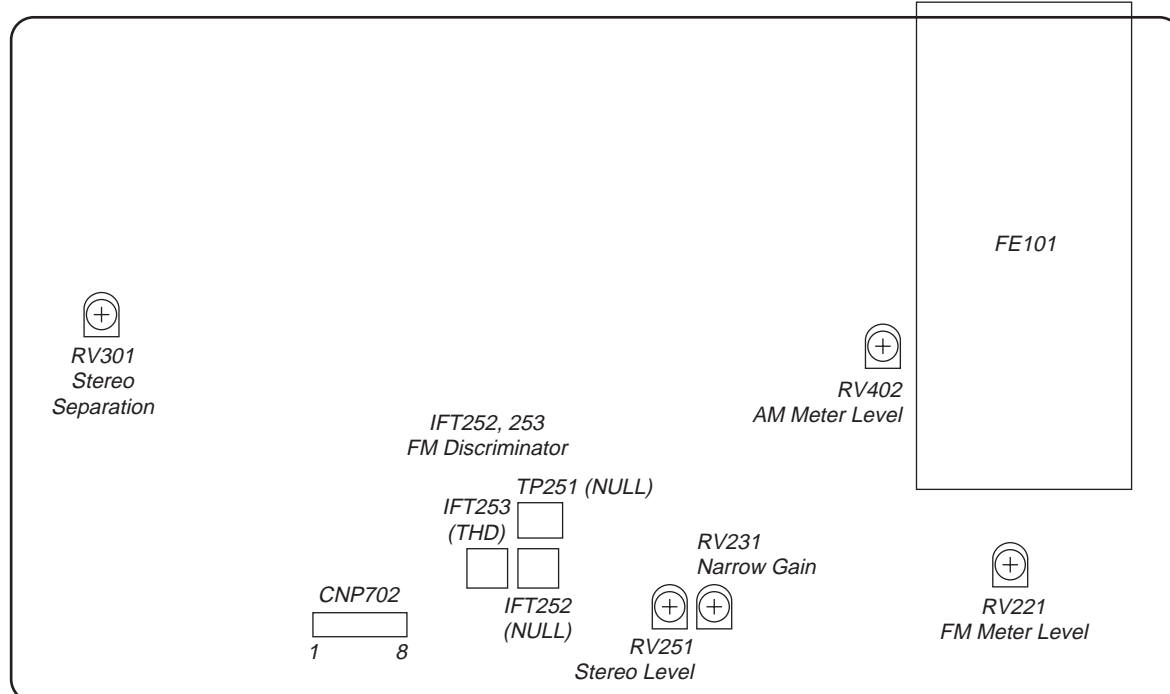 FE101
RV301
Stereo
Separation
RV402
AM Meter Level
IFT252, 253
FM Discriminator
TP251 (NULL)
IFT253
(THD)
RV231
Narrow Gain
CNP702
1 8
IFT252
(NULL)
RV251
Stereo Level
RV221
FM Meter Level